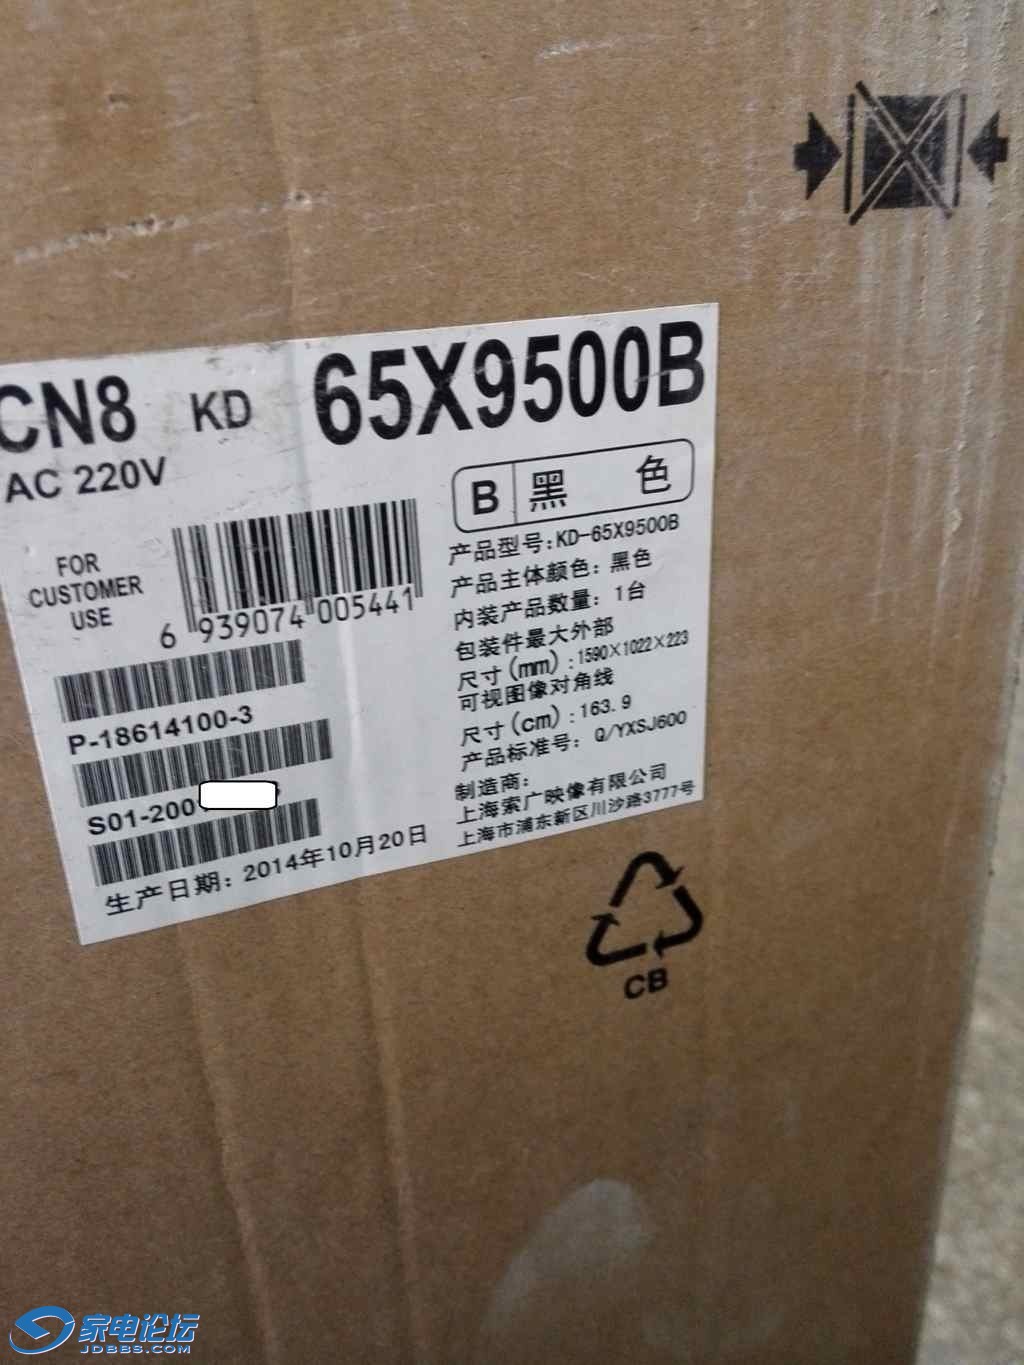 CN8 KD 65X9500B
AC 220V
B 黑 色
FOR
CUSTOMER
USE
6 939074 005441
P-18614100-3
S01-200
生产日期: 2014年10月20日
产品型号:KD-65X9500B
产品主体颜色: 黑色
内装产品数量: 1台
包装件最大外部
尺寸(mm):1590×1022×223
可视图像对角线
尺寸(cm):163.9
产品标准号: Q/YXSJ600
制造商:
上海索广映像有限公司
上海市浦东新区川沙路3777号
CB
家电论坛
JDBBS.COM